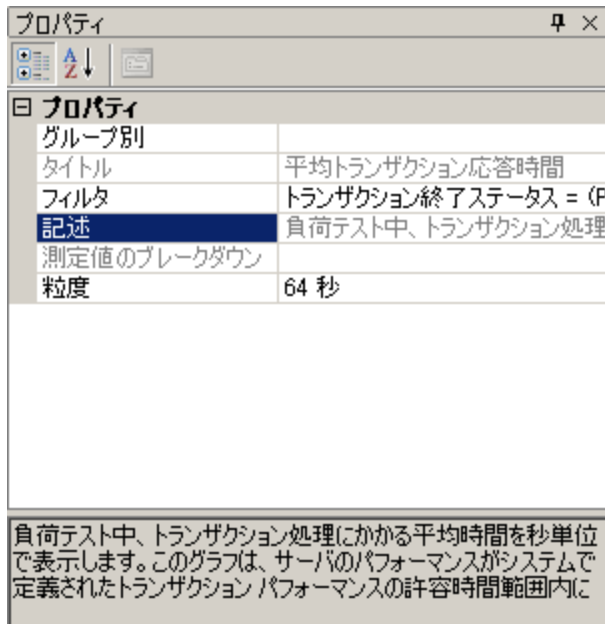 プロパティ
プロパティ
グループ別
タイトル 平均トランザクション応答時間
フィルタ トランザクション終了ステータス = (P
記述 負荷テスト中、トランザクション処理
測定値のブレークダウン
粒度 64 秒
負荷テスト中、トランザクション処理にかかる平均時間を秒単位
で表示します。このグラフは、サーバのパフォーマンスがシステムで
定義されたトランザクション パフォーマンスの許容時間範囲内に